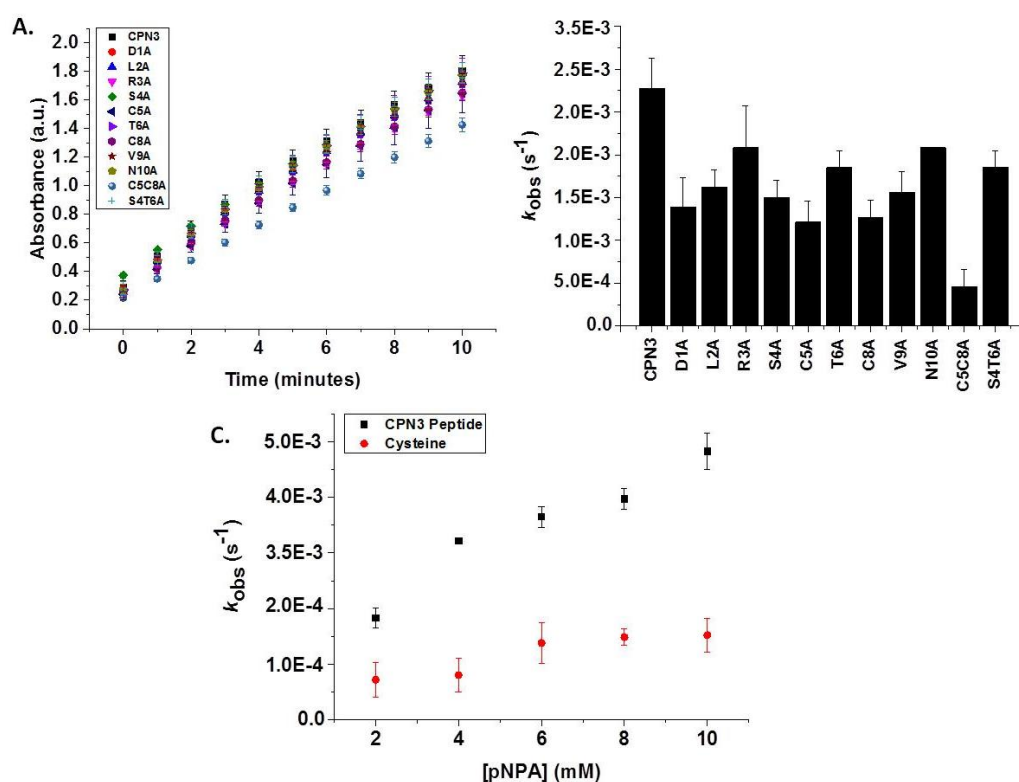 A.
CPN3
D1A
L2A
R3A
S4A
C5A
T6A
C8A
V9A
N10A
C5C8A
S4T6A
2.0
1.8
1.6
1.4
1.2
1.0
0.8
0.6
0.4
0.2
0.0
Absorbance (a.u.)
0 2 4 6 8 10
Time (minutes)
3.5E-3
2.5E-3
2.0E-3
1.5E-3
1.0E-3
5.0E-4
0.0
kobs (s-1)
CPN3 D1A L2A R3A S4A C5A T6A C8A V9A N10A C5C8A S4T6A
C.
CPN3 Peptide
Cysteine
5.0E-3
4.0E-3
3.5E-3
2.0E-4
1.0E-4
0.0
kobs (s-1)
2 4 6 8 10
[pNPA] (mM)